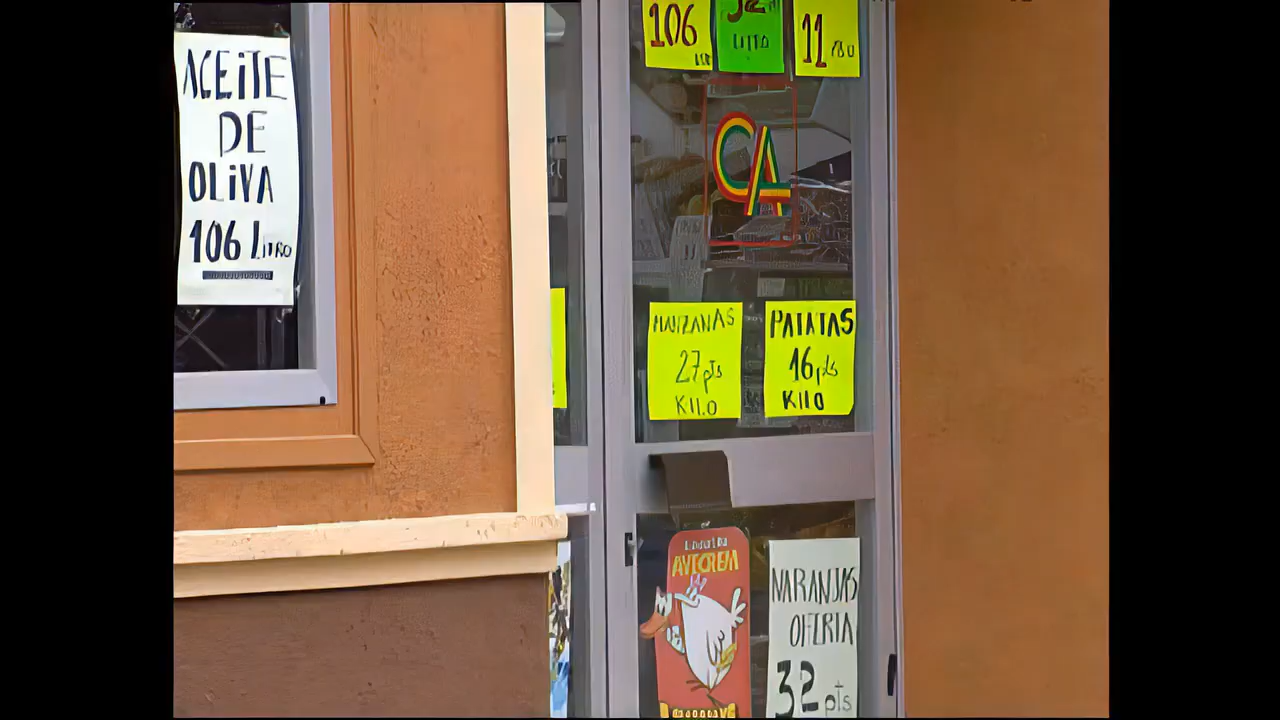 ACEITE
DE
OLIVA
106 LITRO
106
LITRO
11
CA
MANZANAS
27 pts
KILO
PATATAS
16 pts
KILO
AVECREM
NARANJAS
OFERTA
32 pts